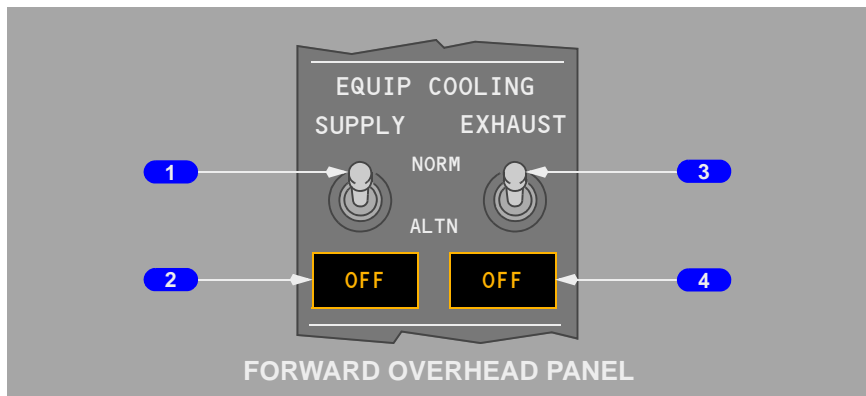 EQUIP COOLING
SUPPLY EXHAUST
1 NORM 3
ALTN
2 OFF OFF 4
FORWARD OVERHEAD PANEL